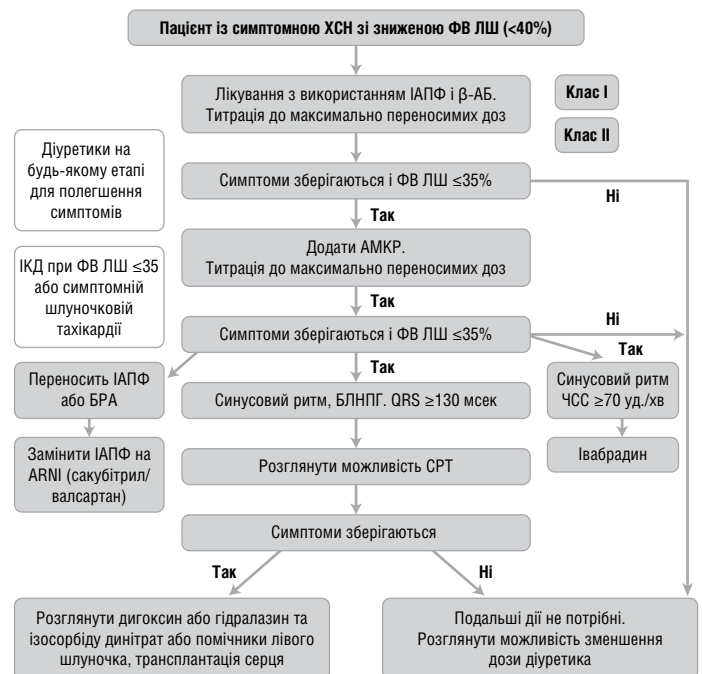 Пацієнт із симптомною ХСН зі зниженою ФВ ЛШ (<40%)
Лікування з використанням ІАПФ і β-АБ.
Титрація до максимально переносимих доз
Клас I
Клас II
Діуретики на
будь-якому етапі
для полегшення
симптомів
Симптоми зберігаються і ФВ ЛШ ≤35%
Ні
Так
Додати АМКР.
Титрація до максимально переносимих доз
ІКД при ФВ ЛШ ≤35
або симптомній
шлуночковій
тахікардії
Так
Симптоми зберігаються і ФВ ЛШ ≤35%
Ні
Так
Так
Переносить ІАПФ
або БРА
Синусовий ритм, БЛНПГ. QRS ≥130 мсек
Синусовий ритм
ЧСС ≥70 уд./хв
Замінити ІАПФ на
ARNI (сакубітрил/
валсартан)
Розглянути можливість СРТ
Івабрадин
Симптоми зберігаються
Так
Ні
Розглянути дигоксин або гідралазин та
ізосорбіду динітрат або помічники лівого
шлуночка, трансплантація серця
Подальші дії не потрібні.
Розглянути можливість зменшення
дози діуретика